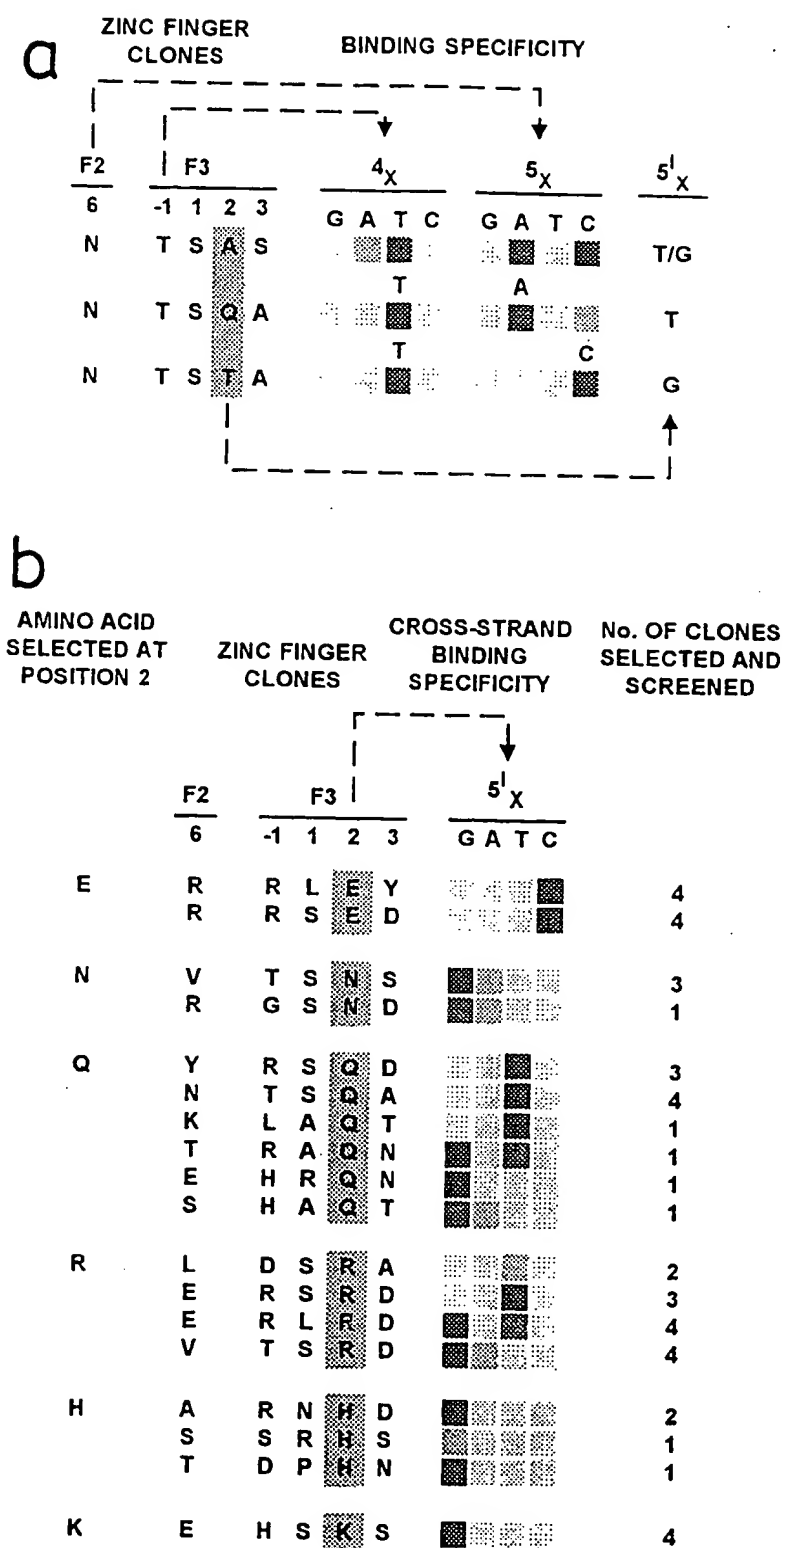 a
ZINC FINGER
CLONES
BINDING SPECIFICITY
F2 F3 4X 5X 5'X
6 -1 1 2 3 G A T C G A T C
N T S A S T/G
T A
N T S Q A T
T C
N T S T A G
b
AMINO ACID
SELECTED AT
POSITION 2
ZINC FINGER
CLONES
CROSS-STRAND
BINDING
SPECIFICITY
No. OF CLONES
SELECTED AND
SCREENED
F2 F3 5'X
6 -1 1 2 3 G A T C
E R R L E Y 4
R R S E D 4
N V T S N S 3
R G S N D 1
Q Y R S Q D 3
N T S Q A 4
K L A Q T 1
T R A Q N 1
E H R Q N 1
S H A Q T 1
R L D S R A 2
E R S R D 3
E R L R D 4
V T S R D 4
H A R N H D 2
S S R H S 1
T D P H N 1
K E H S K S 4